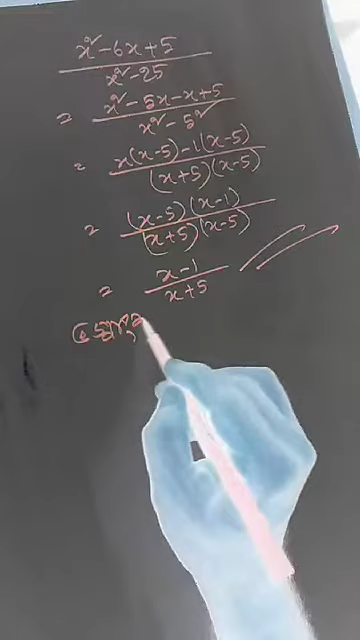 x² - 6x + 5
x² - 25
= x² - 5x - x + 5
x² - 5²
= x(x-5) - 1(x-5)
(x+5)(x-5)
= (x-5)(x-1)
(x+5)(x-5)
= x-1
x+5